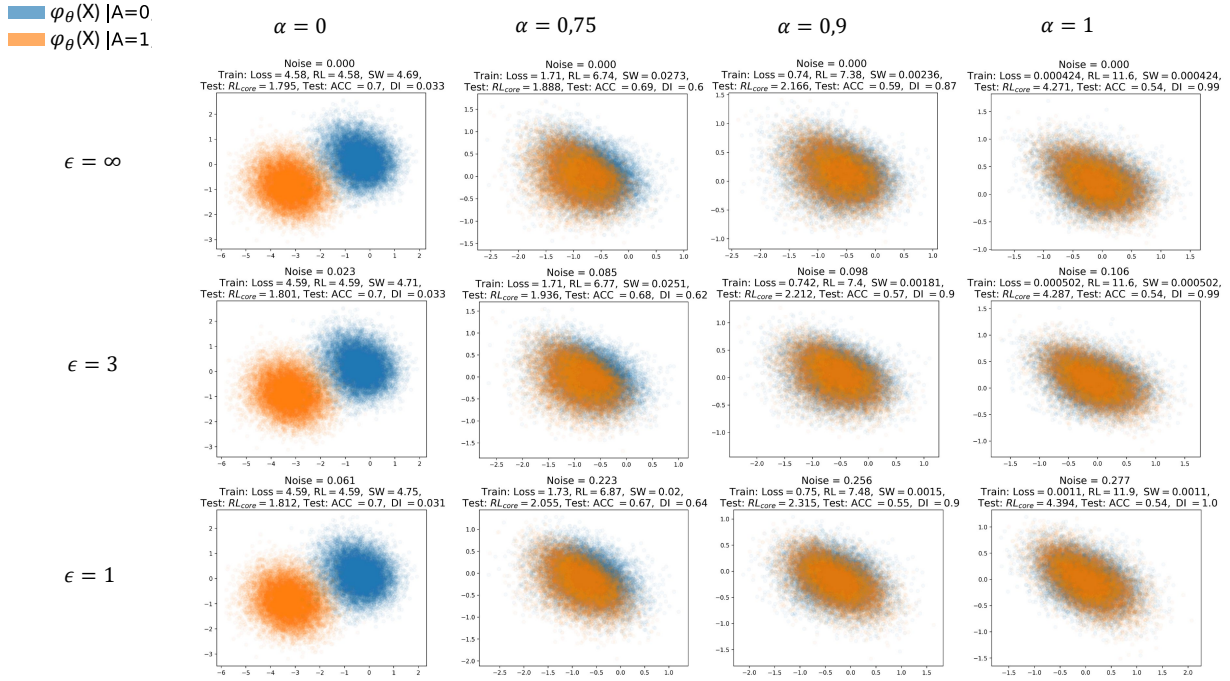 φ_θ(X) |A=0,
φ_θ(X) |A=1,
α = 0
α = 0,75
α = 0,9
α = 1
ϵ = ∞
Noise = 0.000
Train: Loss = 4.58, RL = 4.58, SW = 4.69,
Test: RL_core = 1.795, Test: ACC = 0.7, DI = 0.033
Noise = 0.000
Train: Loss = 1.71, RL = 6.74, SW = 0.0273,
Test: RL_core = 1.888, Test: ACC = 0.69, DI = 0.6
Noise = 0.000
Train: Loss = 0.74, RL = 7.38, SW = 0.00236,
Test: RL_core = 2.166, Test: ACC = 0.59, DI = 0.87
Noise = 0.000
Train: Loss = 0.000424, RL = 11.6, SW = 0.000424,
Test: RL_core = 4.271, Test: ACC = 0.54, DI = 0.99
ϵ = 3
Noise = 0.023
Train: Loss = 4.59, RL = 4.59, SW = 4.71,
Test: RL_core = 1.801, Test: ACC = 0.7, DI = 0.033
Noise = 0.085
Train: Loss = 1.71, RL = 6.77, SW = 0.0251,
Test: RL_core = 1.936, Test: ACC = 0.68, DI = 0.62
Noise = 0.098
Train: Loss = 0.742, RL = 7.4, SW = 0.00181,
Test: RL_core = 2.212, Test: ACC = 0.57, DI = 0.9
Noise = 0.106
Train: Loss = 0.000502, RL = 11.6, SW = 0.000502,
Test: RL_core = 4.287, Test: ACC = 0.54, DI = 0.99
ϵ = 1
Noise = 0.061
Train: Loss = 4.59, RL = 4.59, SW = 4.75,
Test: RL_core = 1.812, Test: ACC = 0.7, DI = 0.031
Noise = 0.223
Train: Loss = 1.73, RL = 6.87, SW = 0.02,
Test: RL_core = 2.055, Test: ACC = 0.67, DI = 0.64
Noise = 0.256
Train: Loss = 0.75, RL = 7.48, SW = 0.0015,
Test: RL_core = 2.315, Test: ACC = 0.55, DI = 0.9
Noise = 0.277
Train: Loss = 0.0011, RL = 11.9, SW = 0.0011,
Test: RL_core = 4.394, Test: ACC = 0.54, DI = 1.0